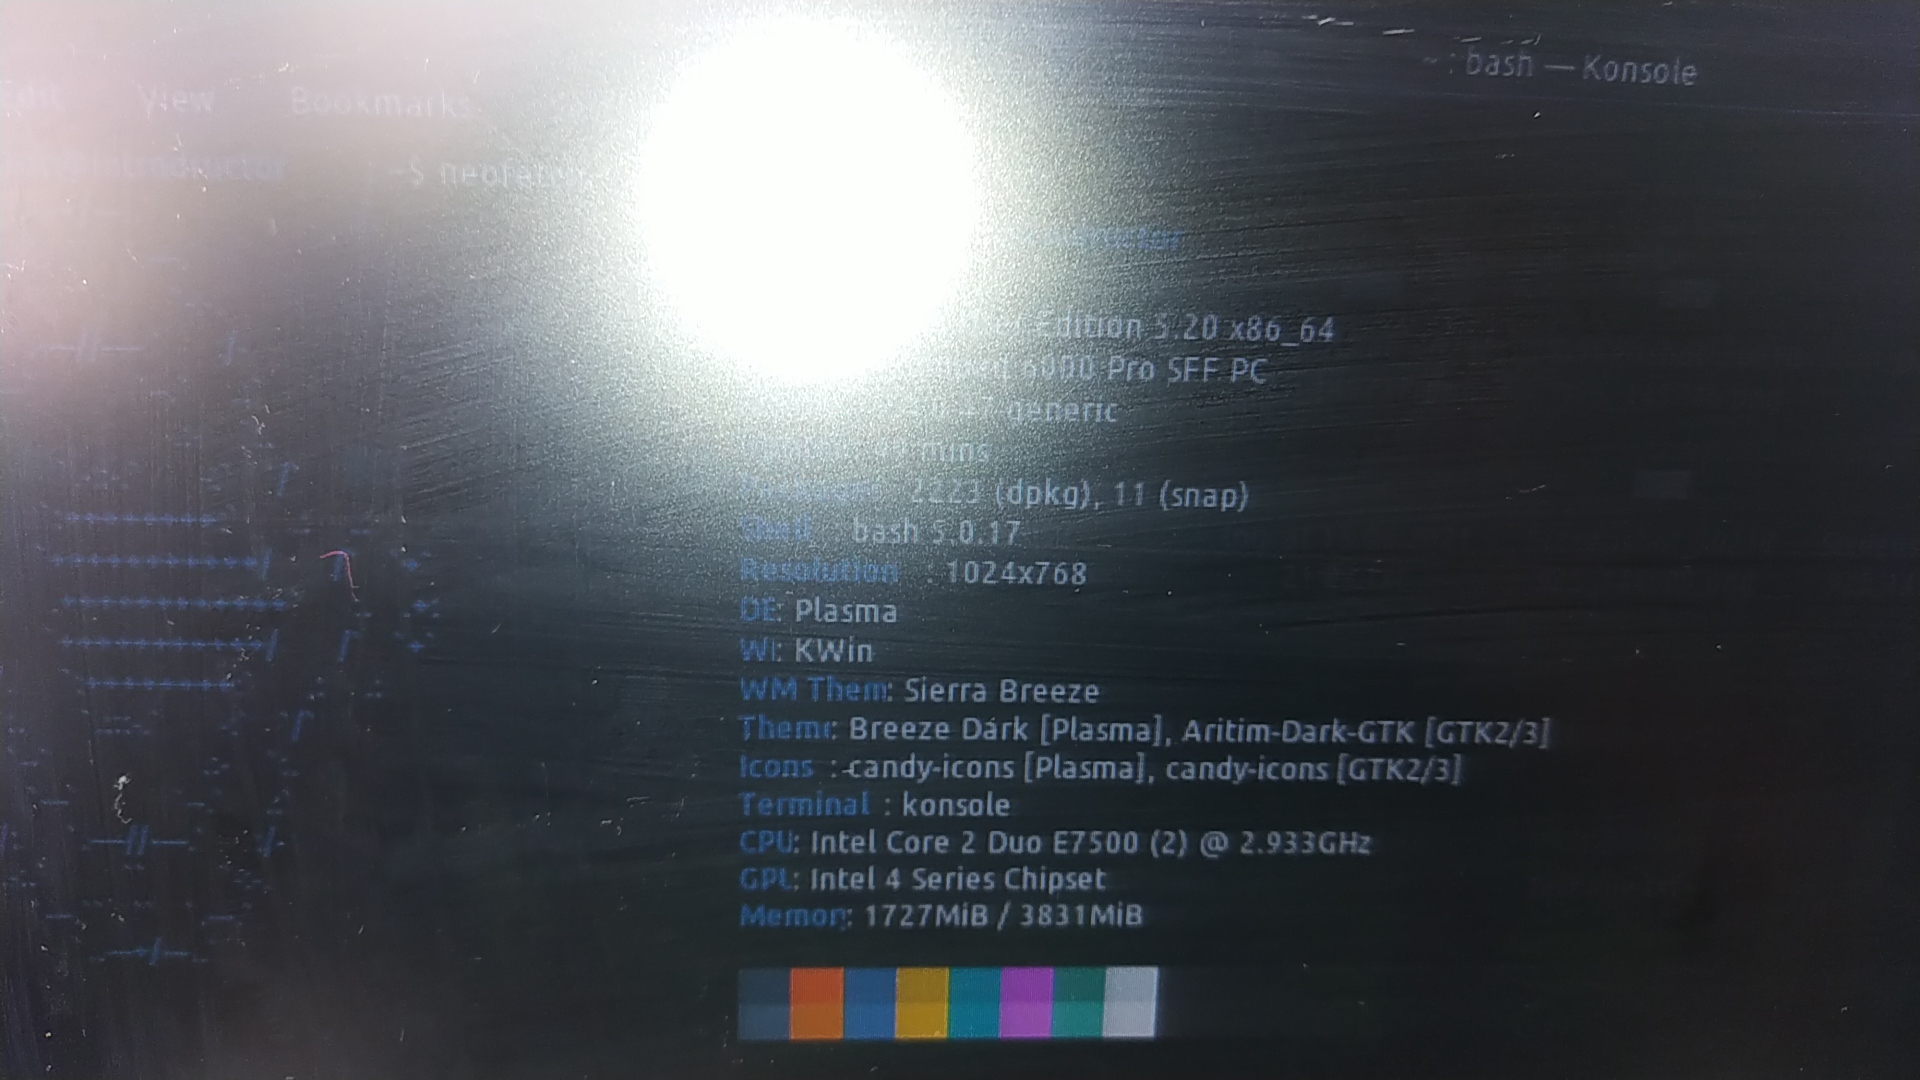 ~ : bash — Konsole
Edit View Bookmarks
~$
Edition 5.20 x86_64
6000 Pro SFF PC
generic
mins
2223 (dpkg), 11 (snap)
bash 5.0.17
Resolution : 1024x768
DE: Plasma
WM: KWin
WM Theme: Sierra Breeze
Theme: Breeze Dark [Plasma], Aritim-Dark-GTK [GTK2/3]
Icons : candy-icons [Plasma], candy-icons [GTK2/3]
Terminal : konsole
CPU: Intel Core 2 Duo E7500 (2) @ 2.933GHz
GPU: Intel 4 Series Chipset
Memory: 1727MiB / 3831MiB